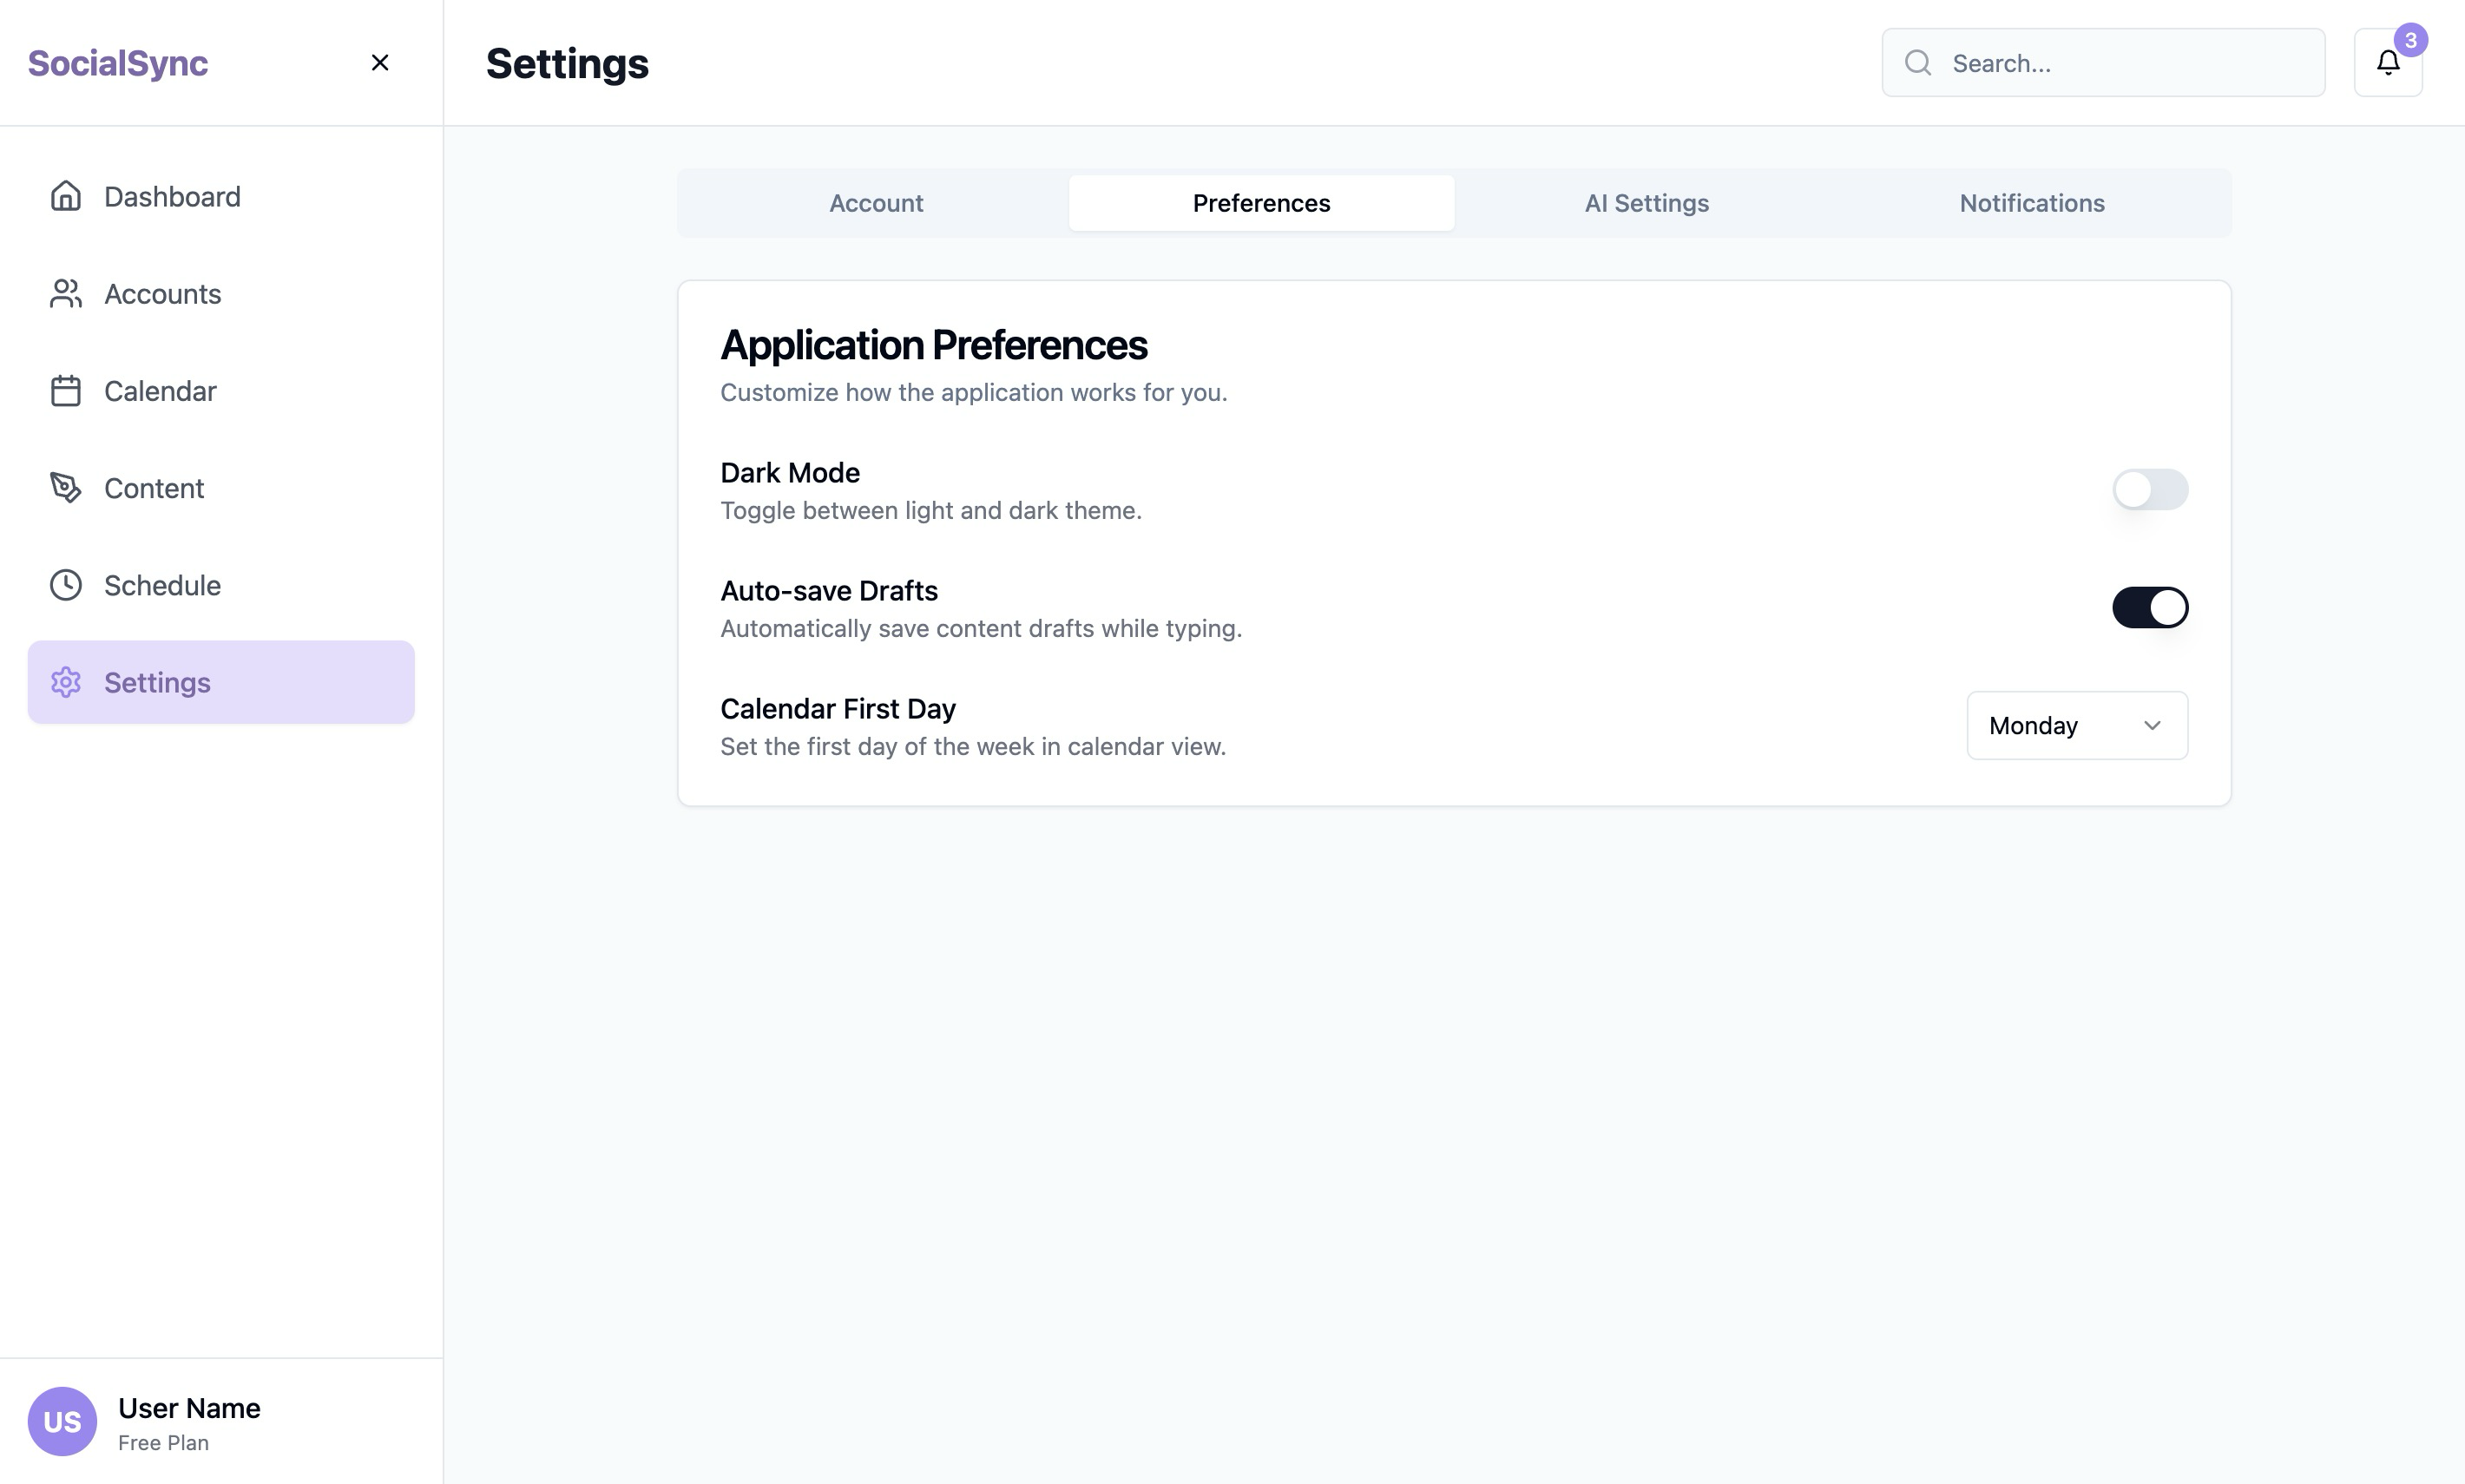 SocialSync
Settings
Search...
3
Dashboard
Accounts
Calendar
Content
Schedule
Settings
Account
Preferences
AI Settings
Notifications
Application Preferences
Customize how the application works for you.
Dark Mode
Toggle between light and dark theme.
Auto-save Drafts
Automatically save content drafts while typing.
Calendar First Day
Set the first day of the week in calendar view.
Monday
US
User Name
Free Plan